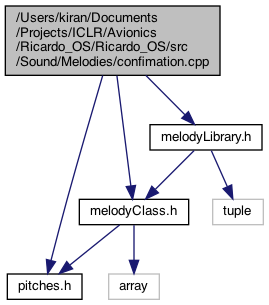 /Users/kiran/Documents
/Projects/ICLR/Avionics
/Ricardo_OS/Ricardo_OS/src
/Sound/Melodies/confimation.cpp
melodyLibrary.h
melodyClass.h
tuple
pitches.h
array